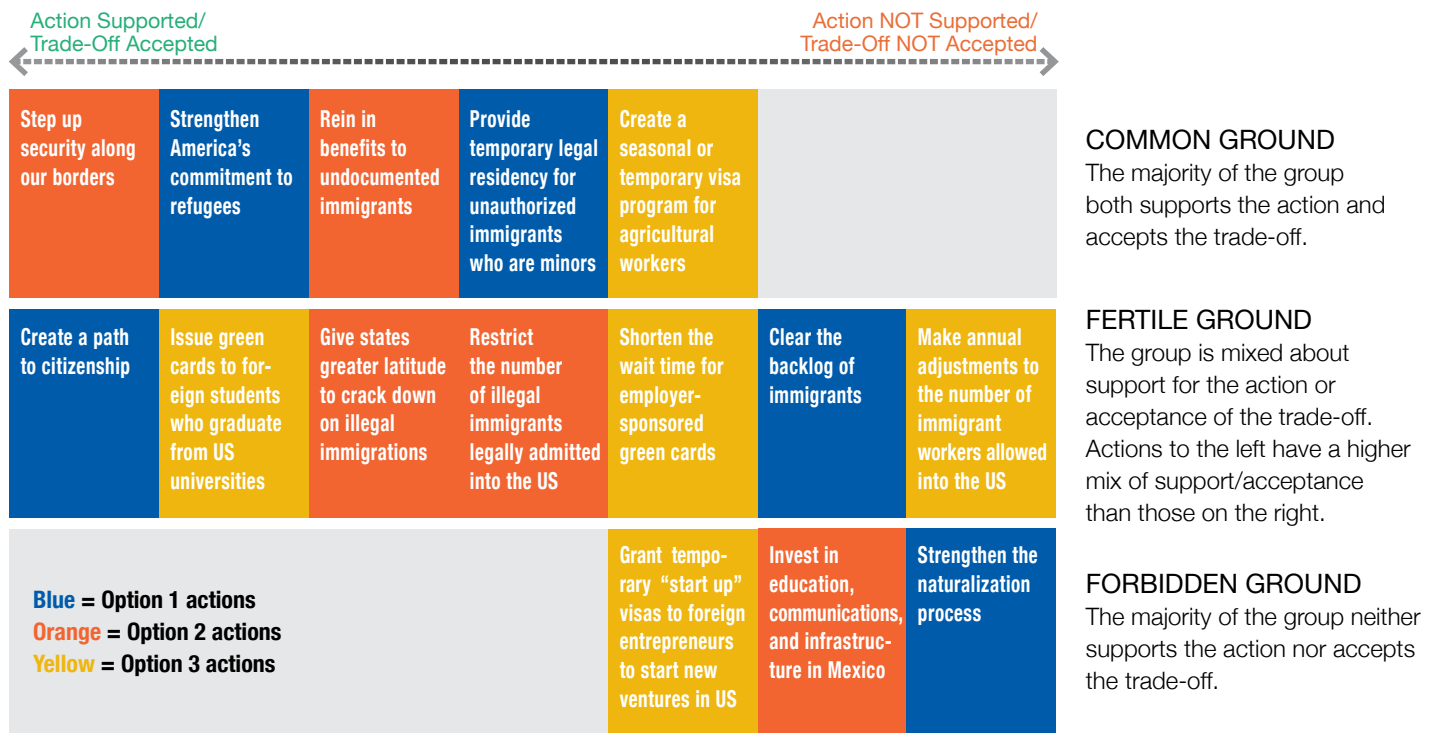 Action Supported/
Trade-Off Accepted
Action NOT Supported/
Trade-Off NOT Accepted
Step up
security along
our borders
Strengthen
America’s
commitment to
refugees
Rein in
benefits to
undocumented
immigrants
Provide
temporary legal
residency for
unauthorized
immigrants
who are minors
Create a
seasonal or
temporary visa
program for
agricultural
workers
COMMON GROUND
The majority of the group
both supports the action and
accepts the trade-off.
Create a path
to citizenship
Issue green
cards to for-
eign students
who graduate
from US
universities
Give states
greater latitude
to crack down
on illegal
immigrations
Restrict
the number
of illegal
immigrants
legally admitted
into the US
Shorten the
wait time for
employer-
sponsored
green cards
Clear the
backlog of
immigrants
Make annual
adjustments to
the number of
immigrant
workers allowed
into the US
FERTILE GROUND
The group is mixed about
support for the action or
acceptance of the trade-off.
Actions to the left have a higher
mix of support/acceptance
than those on the right.
Blue = Option 1 actions
Orange = Option 2 actions
Yellow = Option 3 actions
Grant tempo-
rary “start up”
visas to foreign
entrepreneurs
to start new
ventures in US
Invest in
education,
communications,
and infrastruc-
ture in Mexico
Strengthen the
naturalization
process
FORBIDDEN GROUND
The majority of the group neither
supports the action nor accepts
the trade-off.